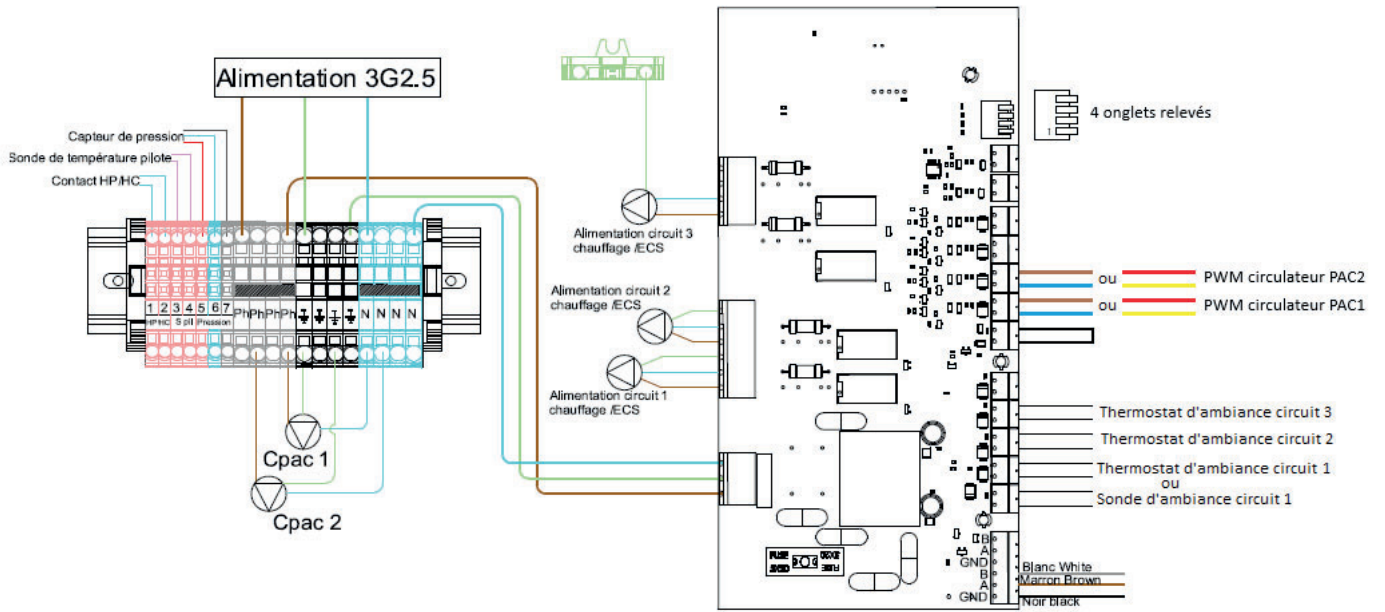 Alimentation 3G2.5
Capteur de pression
Sonde de température pilote
Contact HP/HC
1 2 3 4 5 6 7
HP HC S pil Pression
Ph Ph Ph Ph
N N N N
Cpac 1
Cpac 2
Alimentation circuit 3
chauffage /ECS
Alimentation circuit 2
chauffage /ECS
Alimentation circuit 1
chauffage /ECS
1
4 onglets relevés
ou
PWM circulateur PAC2
ou
PWM circulateur PAC1
Thermostat d'ambiance circuit 3
Thermostat d'ambiance circuit 2
Thermostat d'ambiance circuit 1
ou
Sonde d'ambiance circuit 1
B
A
GND
B
A
GND
Blanc White
Marron Brown
Noir black